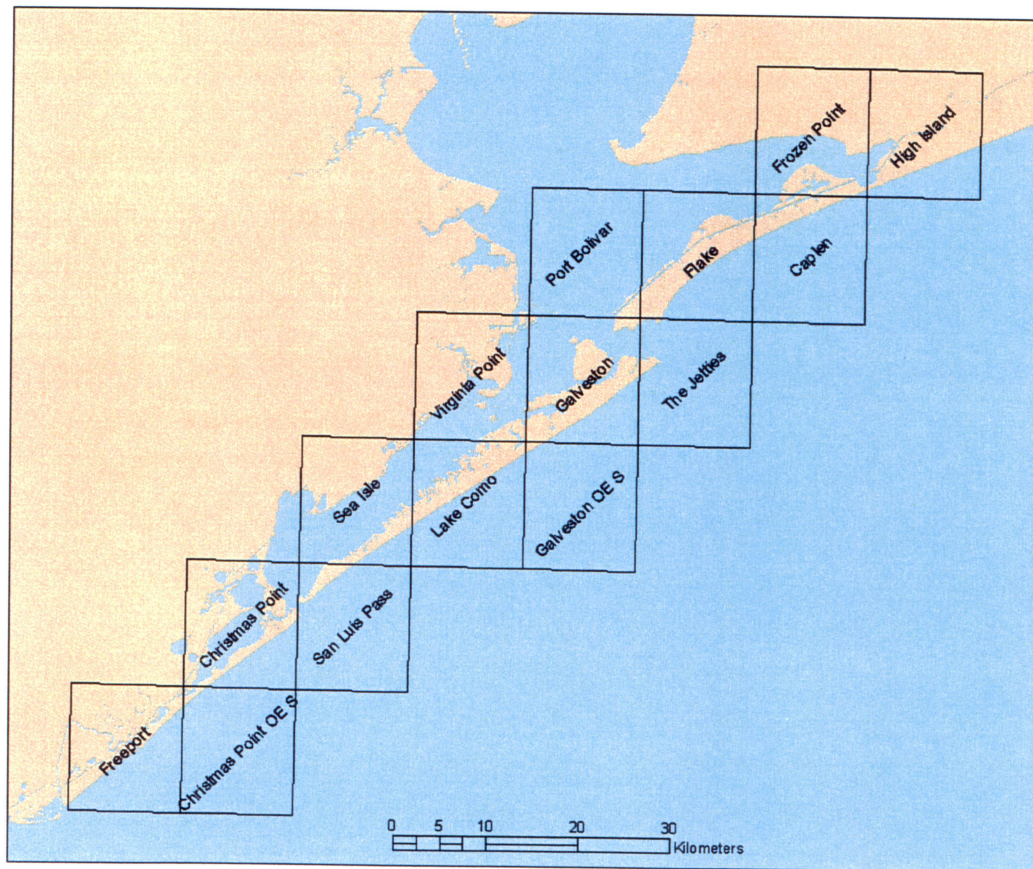 Frozen Point
High Island
Port Bolivar
Flake
Caplen
Virginia Point
Galveston
The Jetties
Sea Isle
Lake Como
Galveston OE S
Christmas Point
San Luis Pass
Freeport
Christmas Point OE S
0 5 10 20 30
Kilometers